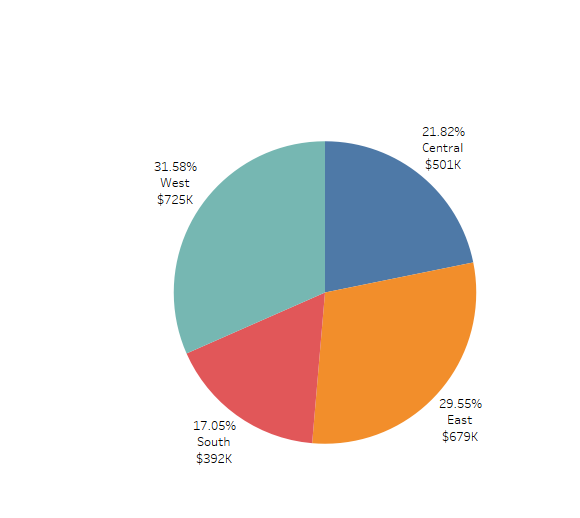 21.82%
Central
$501K
31.58%
West
$725K
29.55%
East
$679K
17.05%
South
$392K